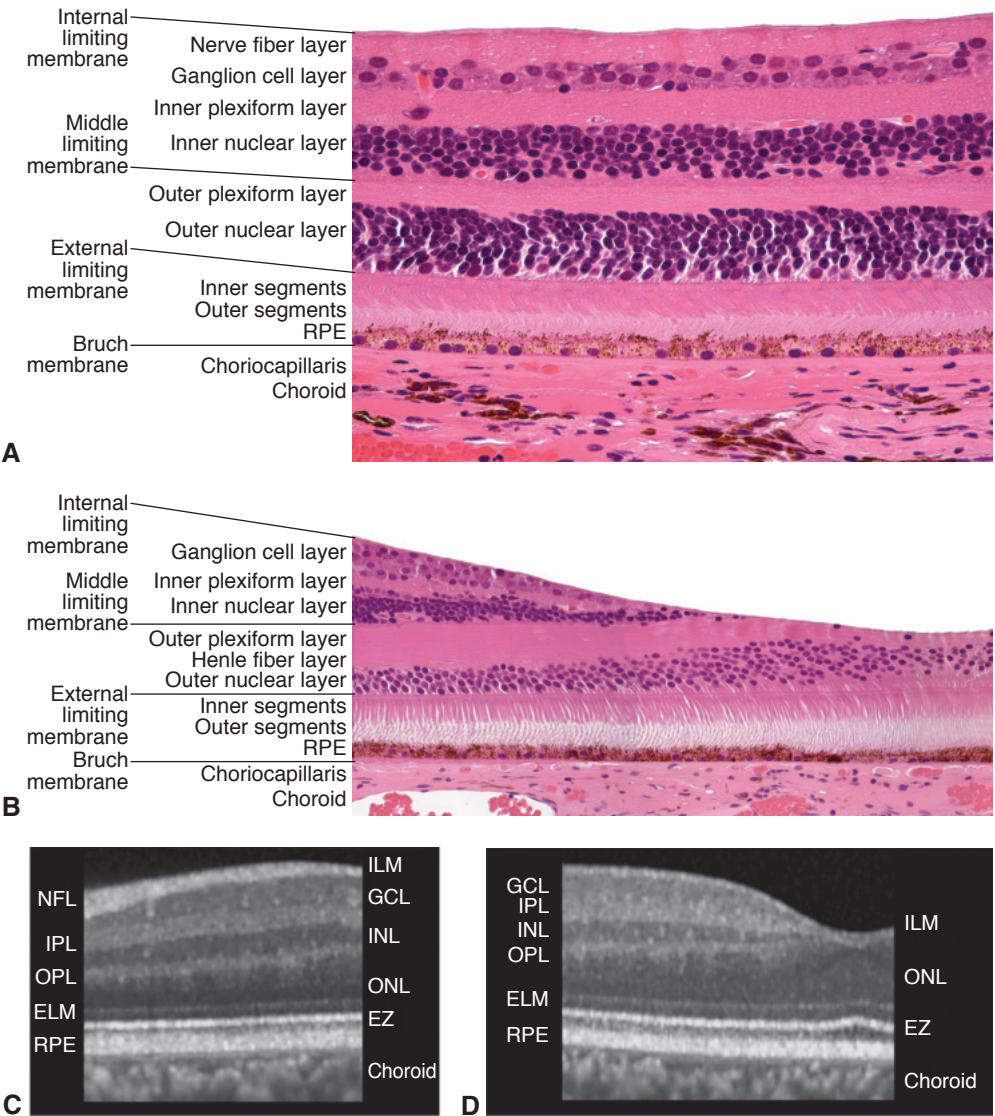 Internal
limiting
membrane
Nerve fiber layer
Ganglion cell layer
Inner plexiform layer
Middle
limiting
membrane
Inner nuclear layer
Outer plexiform layer
Outer nuclear layer
External
limiting
membrane
Inner segments
Outer segments
RPE
Bruch
membrane
Choriocapillaris
Choroid
A
Internal
limiting
membrane
Ganglion cell layer
Middle
limiting
membrane
Inner plexiform layer
Inner nuclear layer
Outer plexiform layer
Henle fiber layer
Outer nuclear layer
External
limiting
membrane
Inner segments
Outer segments
RPE
Bruch
membrane
Choriocapillaris
Choroid
B
NFL
IPL
OPL
ELM
RPE
ILM
GCL
INL
ONL
EZ
Choroid
C
GCL
IPL
INL
OPL
ELM
RPE
ILM
ONL
EZ
Choroid
D